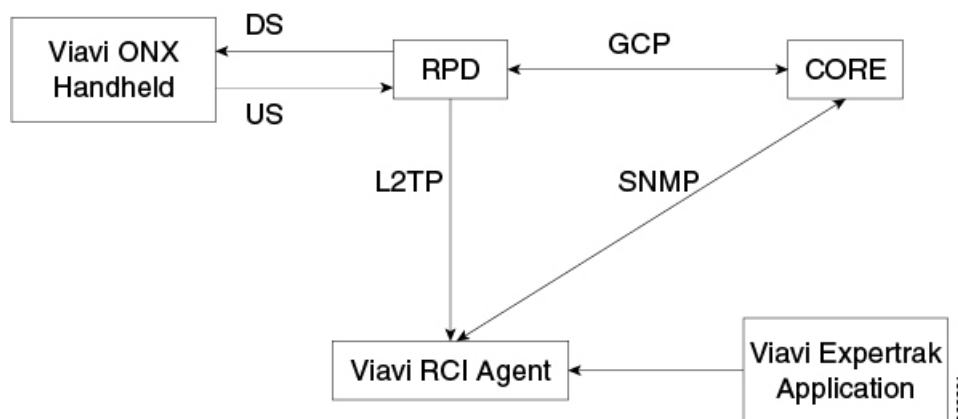 DS
Viavi ONX
Handheld
US
RPD
GCP
CORE
L2TP
SNMP
Viavi RCI Agent
Viavi Expertrak
Application